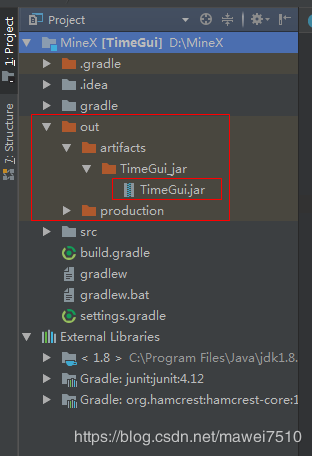 Project
1: Project
7: Structure
MineX [TimeGui] D:\MineX
.gradle
.idea
gradle
out
artifacts
TimeGui_jar
TimeGui.jar
production
src
build.gradle
gradlew
gradlew.bat
settings.gradle
External Libraries
< 1.8 > C:\Program Files\Java\jdk1.8.
Gradle: junit:junit:4.12
Gradle: org.hamcrest:hamcrest-core:1
https://blog.csdn.net/mawei7510